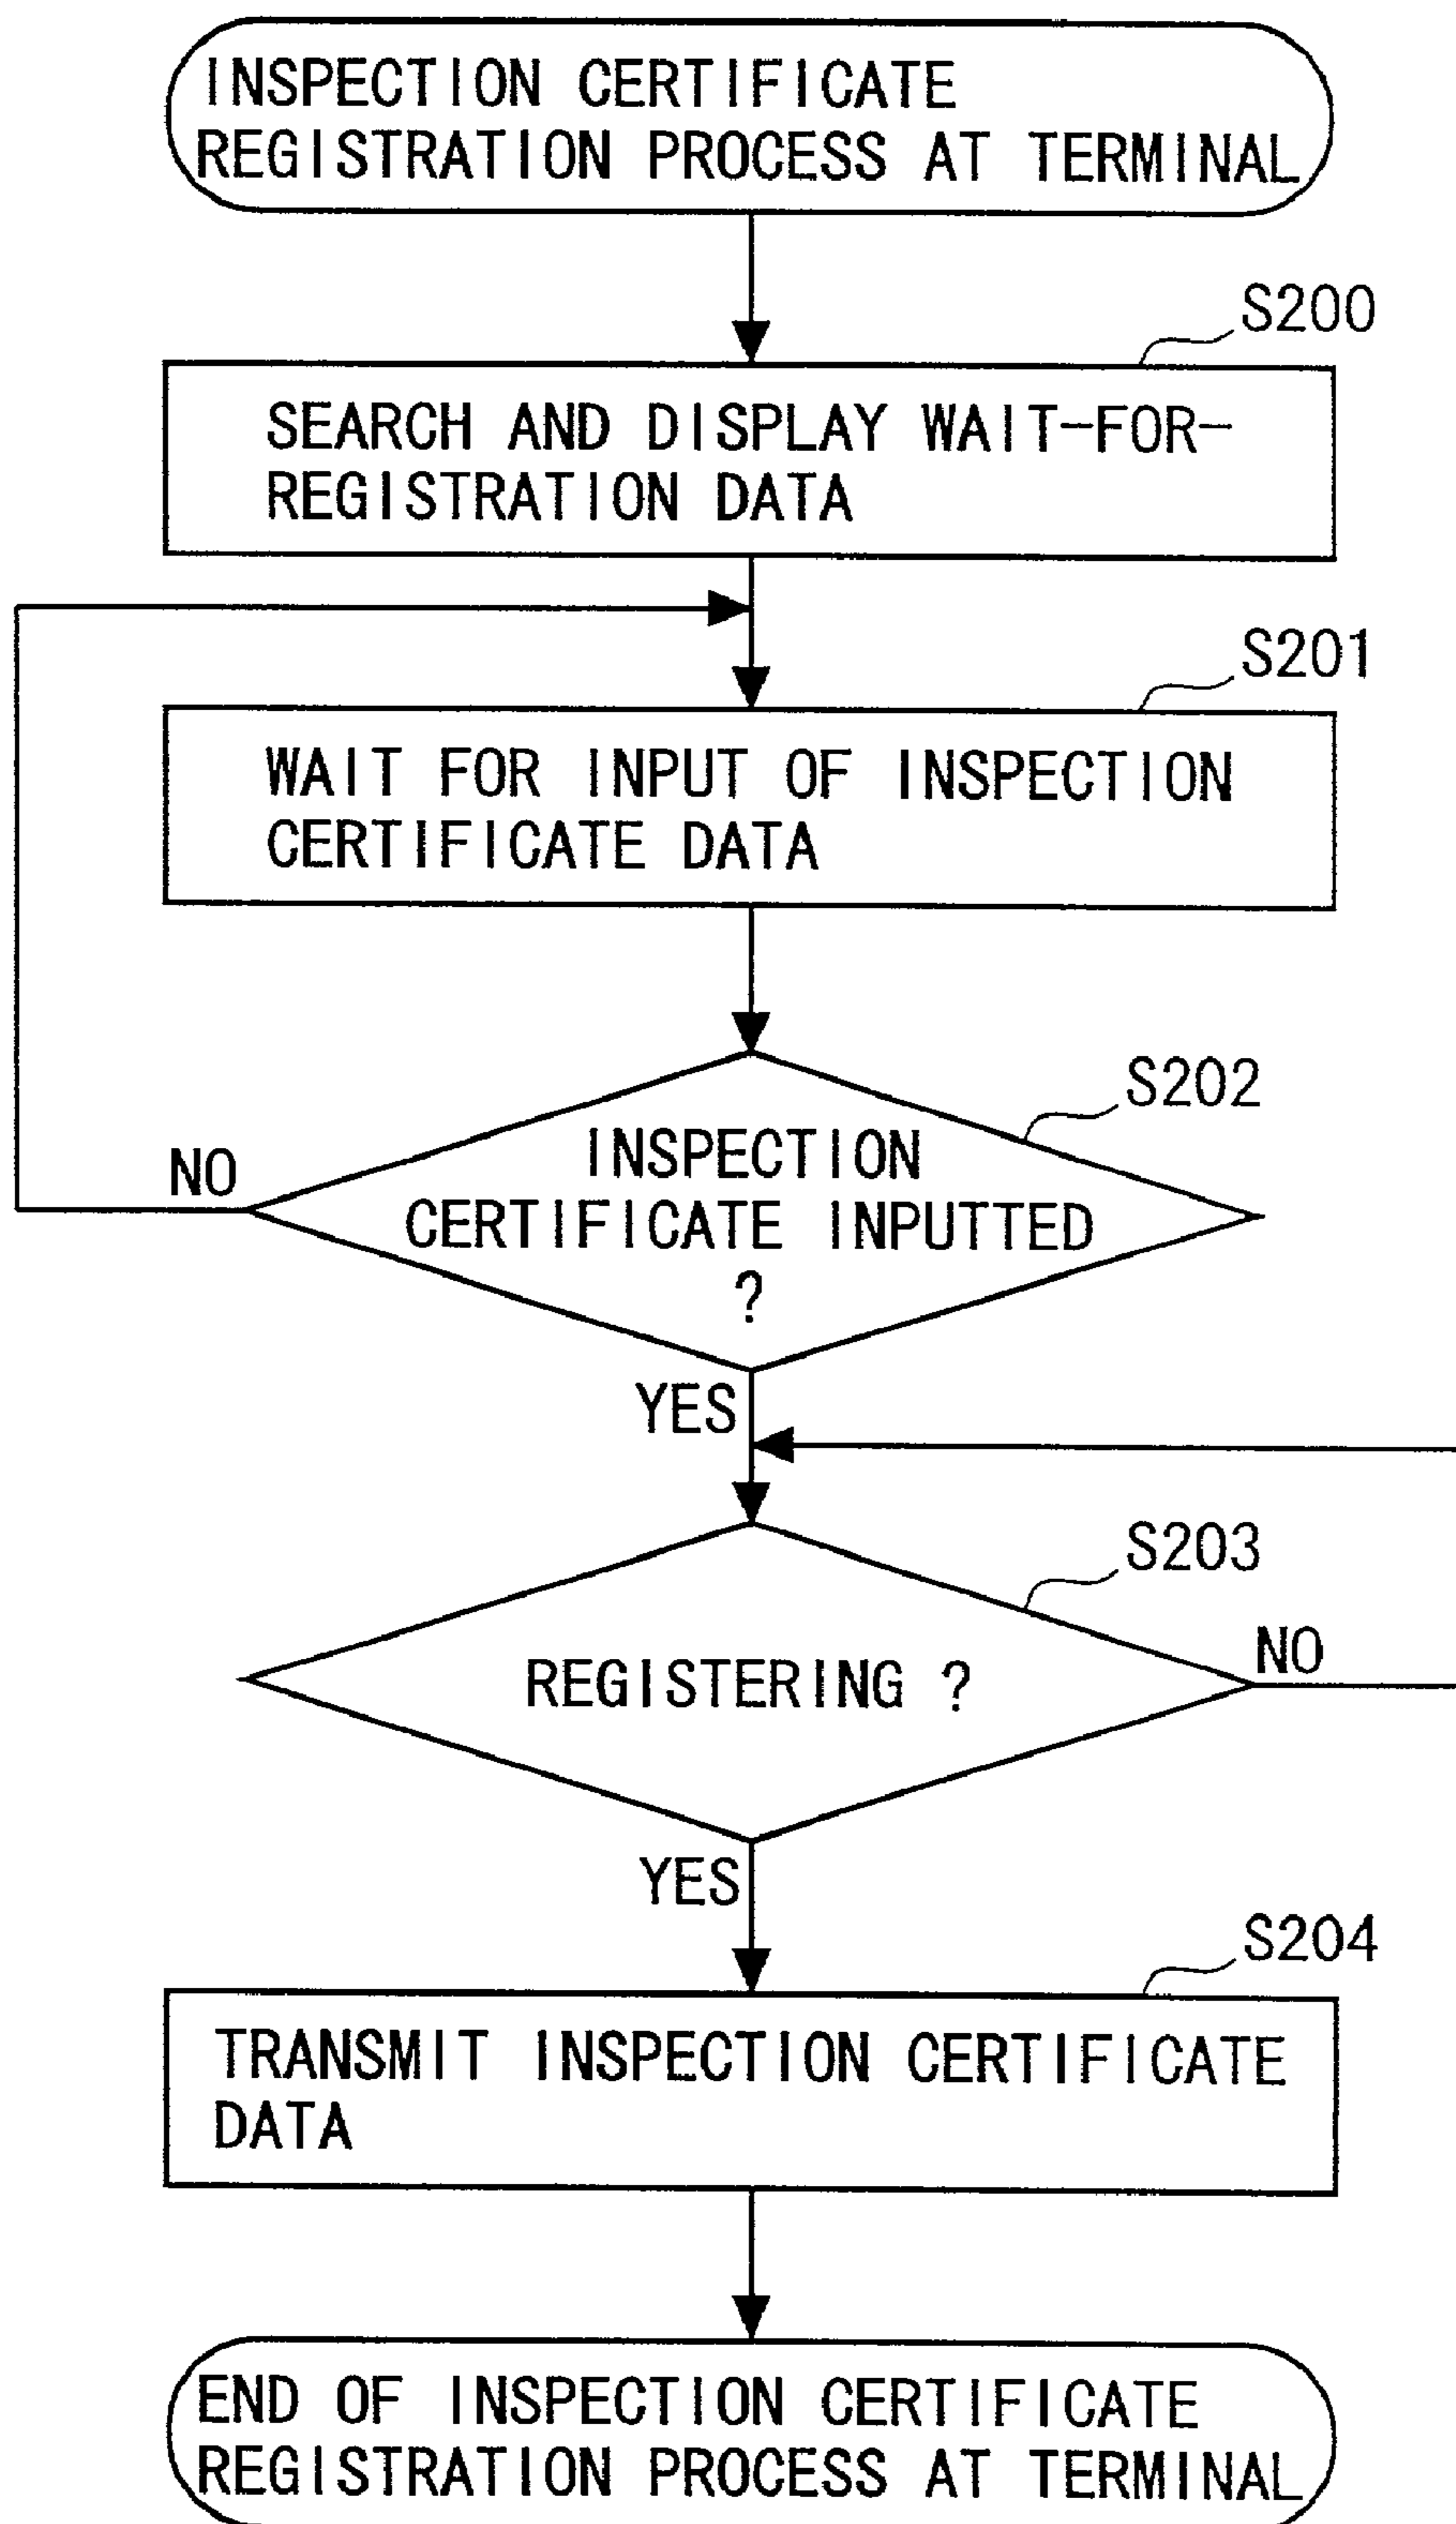 INSPECTION CERTIFICATE
REGISTRATION PROCESS AT TERMINAL
S200
SEARCH AND DISPLAY WAIT-FOR-
REGISTRATION DATA
S201
WAIT FOR INPUT OF INSPECTION
CERTIFICATE DATA
S202
INSPECTION
NO
CERTIFICATE INPUTTED
?
YES
S203
NO
REGISTERING ?
YES
S204
TRANSMIT INSPECTION CERTIFICATE
DATA
END OF INSPECTION CERTIFICATE
REGISTRATION PROCESS AT TERMINAL